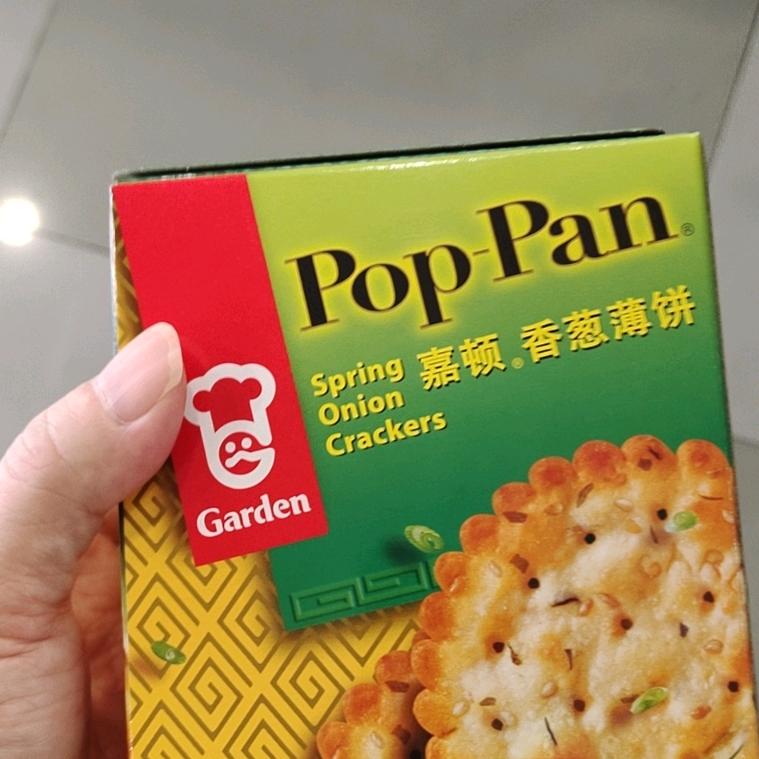 Pop-Pan®
Spring
Onion
Crackers
嘉顿®香葱薄饼
Garden